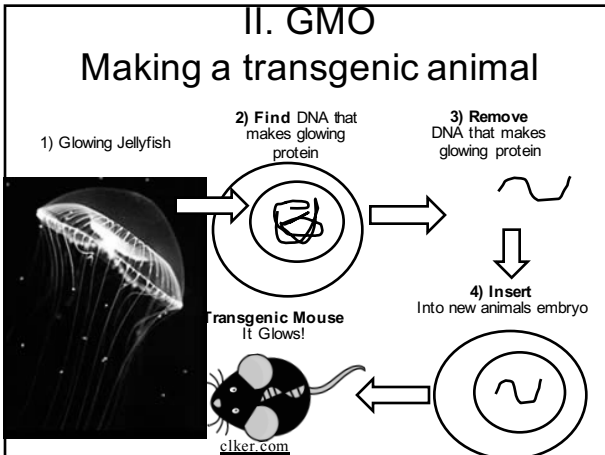 II. GMO
Making a transgenic animal
1) Glowing Jellyfish
2) Find DNA that
makes glowing
protein
3) Remove
DNA that makes
glowing protein
4) Insert
Into new animals embryo
Transgenic Mouse
It Glows!
clker.com